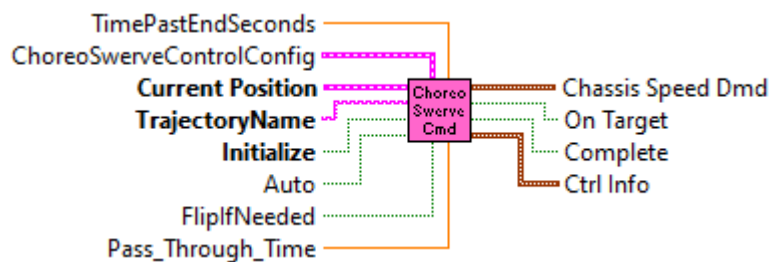 TimePastEndSeconds
ChoreoSwerveControlConfig
Current Position
TrajectoryName
Initialize
Auto
FlipIfNeeded
Pass_Through_Time
Choreo
Swerve
Cmd
Chassis Speed Dmd
On Target
Complete
Ctrl Info